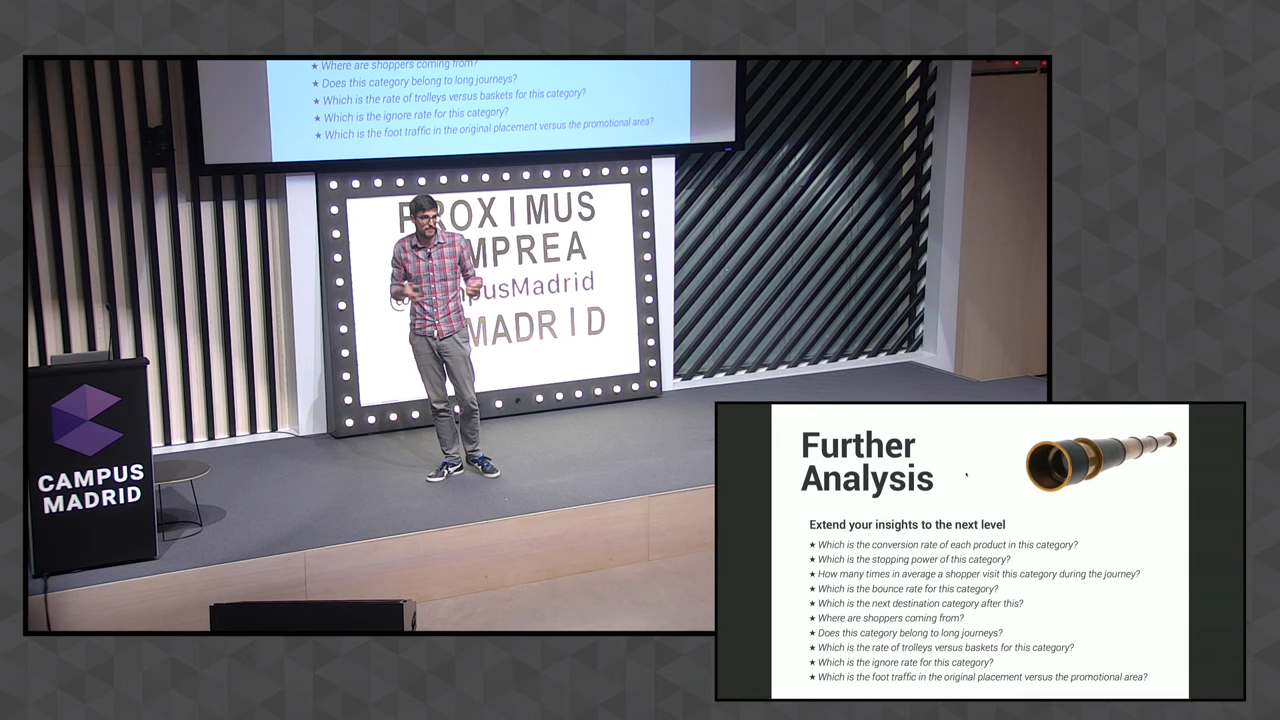 ★ Where are shoppers coming from?
★ Does this category belong to long journeys?
★ Which is the rate of trolleys versus baskets for this category?
★ Which is the ignore rate for this category?
★ Which is the foot traffic in the original placement versus the promotional area?
PROXIMUS
MPREA
@ mpusMadrid
MADRID
CAMPUS
MADRID
Further
Analysis
Extend your insights to the next level
★ Which is the conversion rate of each product in this category?
★ Which is the stopping power of this category?
★ How many times in average a shopper visit this category during the journey?
★ Which is the bounce rate for this category?
★ Which is the next destination category after this?
★ Where are shoppers coming from?
★ Does this category belong to long journeys?
★ Which is the rate of trolleys versus baskets for this category?
★ Which is the ignore rate for this category?
★ Which is the foot traffic in the original placement versus the promotional area?